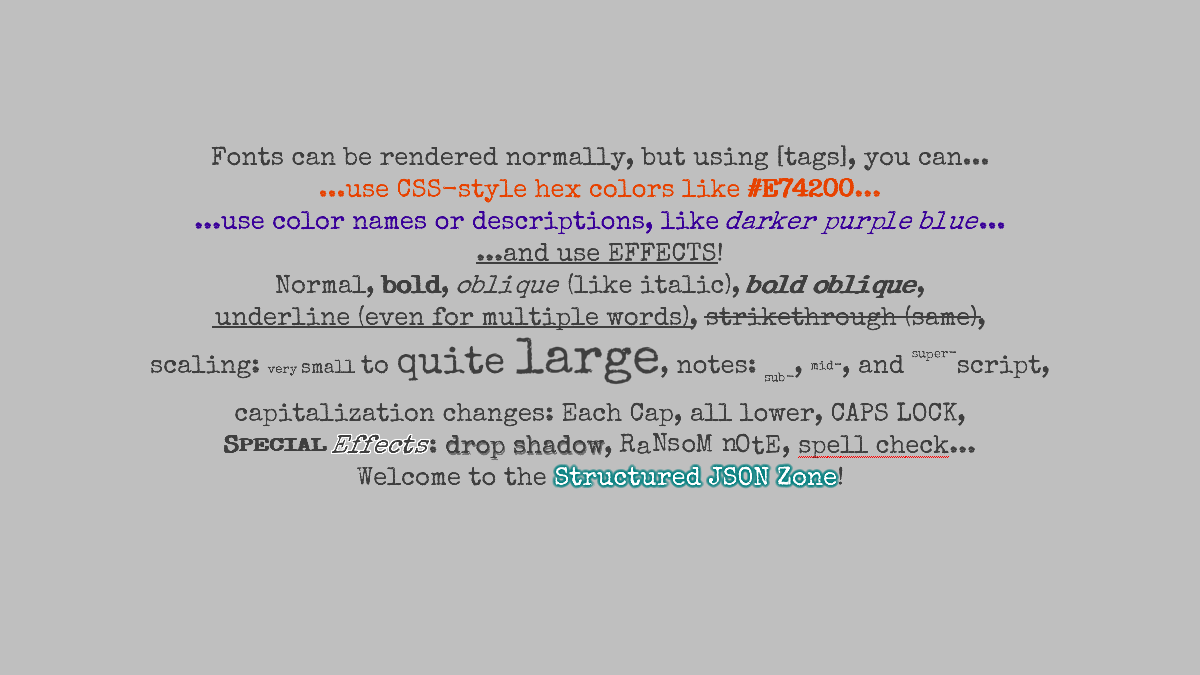 Fonts can be rendered normally, but using [tags], you can...
...use CSS-style hex colors like #E74200...
...use color names or descriptions, like darker purple blue...
...and use EFFECTS!
Normal, bold, oblique (like italic), bold oblique,
underline (even for multiple words), strikethrough (same),
scaling: very small to quite large, notes: sub-, mid-, and super-script,
capitalization changes: Each Cap, all lower, CAPS LOCK,
SPECIAL Effects: drop shadow, RaNsoM nOtE, spell check...
Welcome to the Structured JSON Zone!